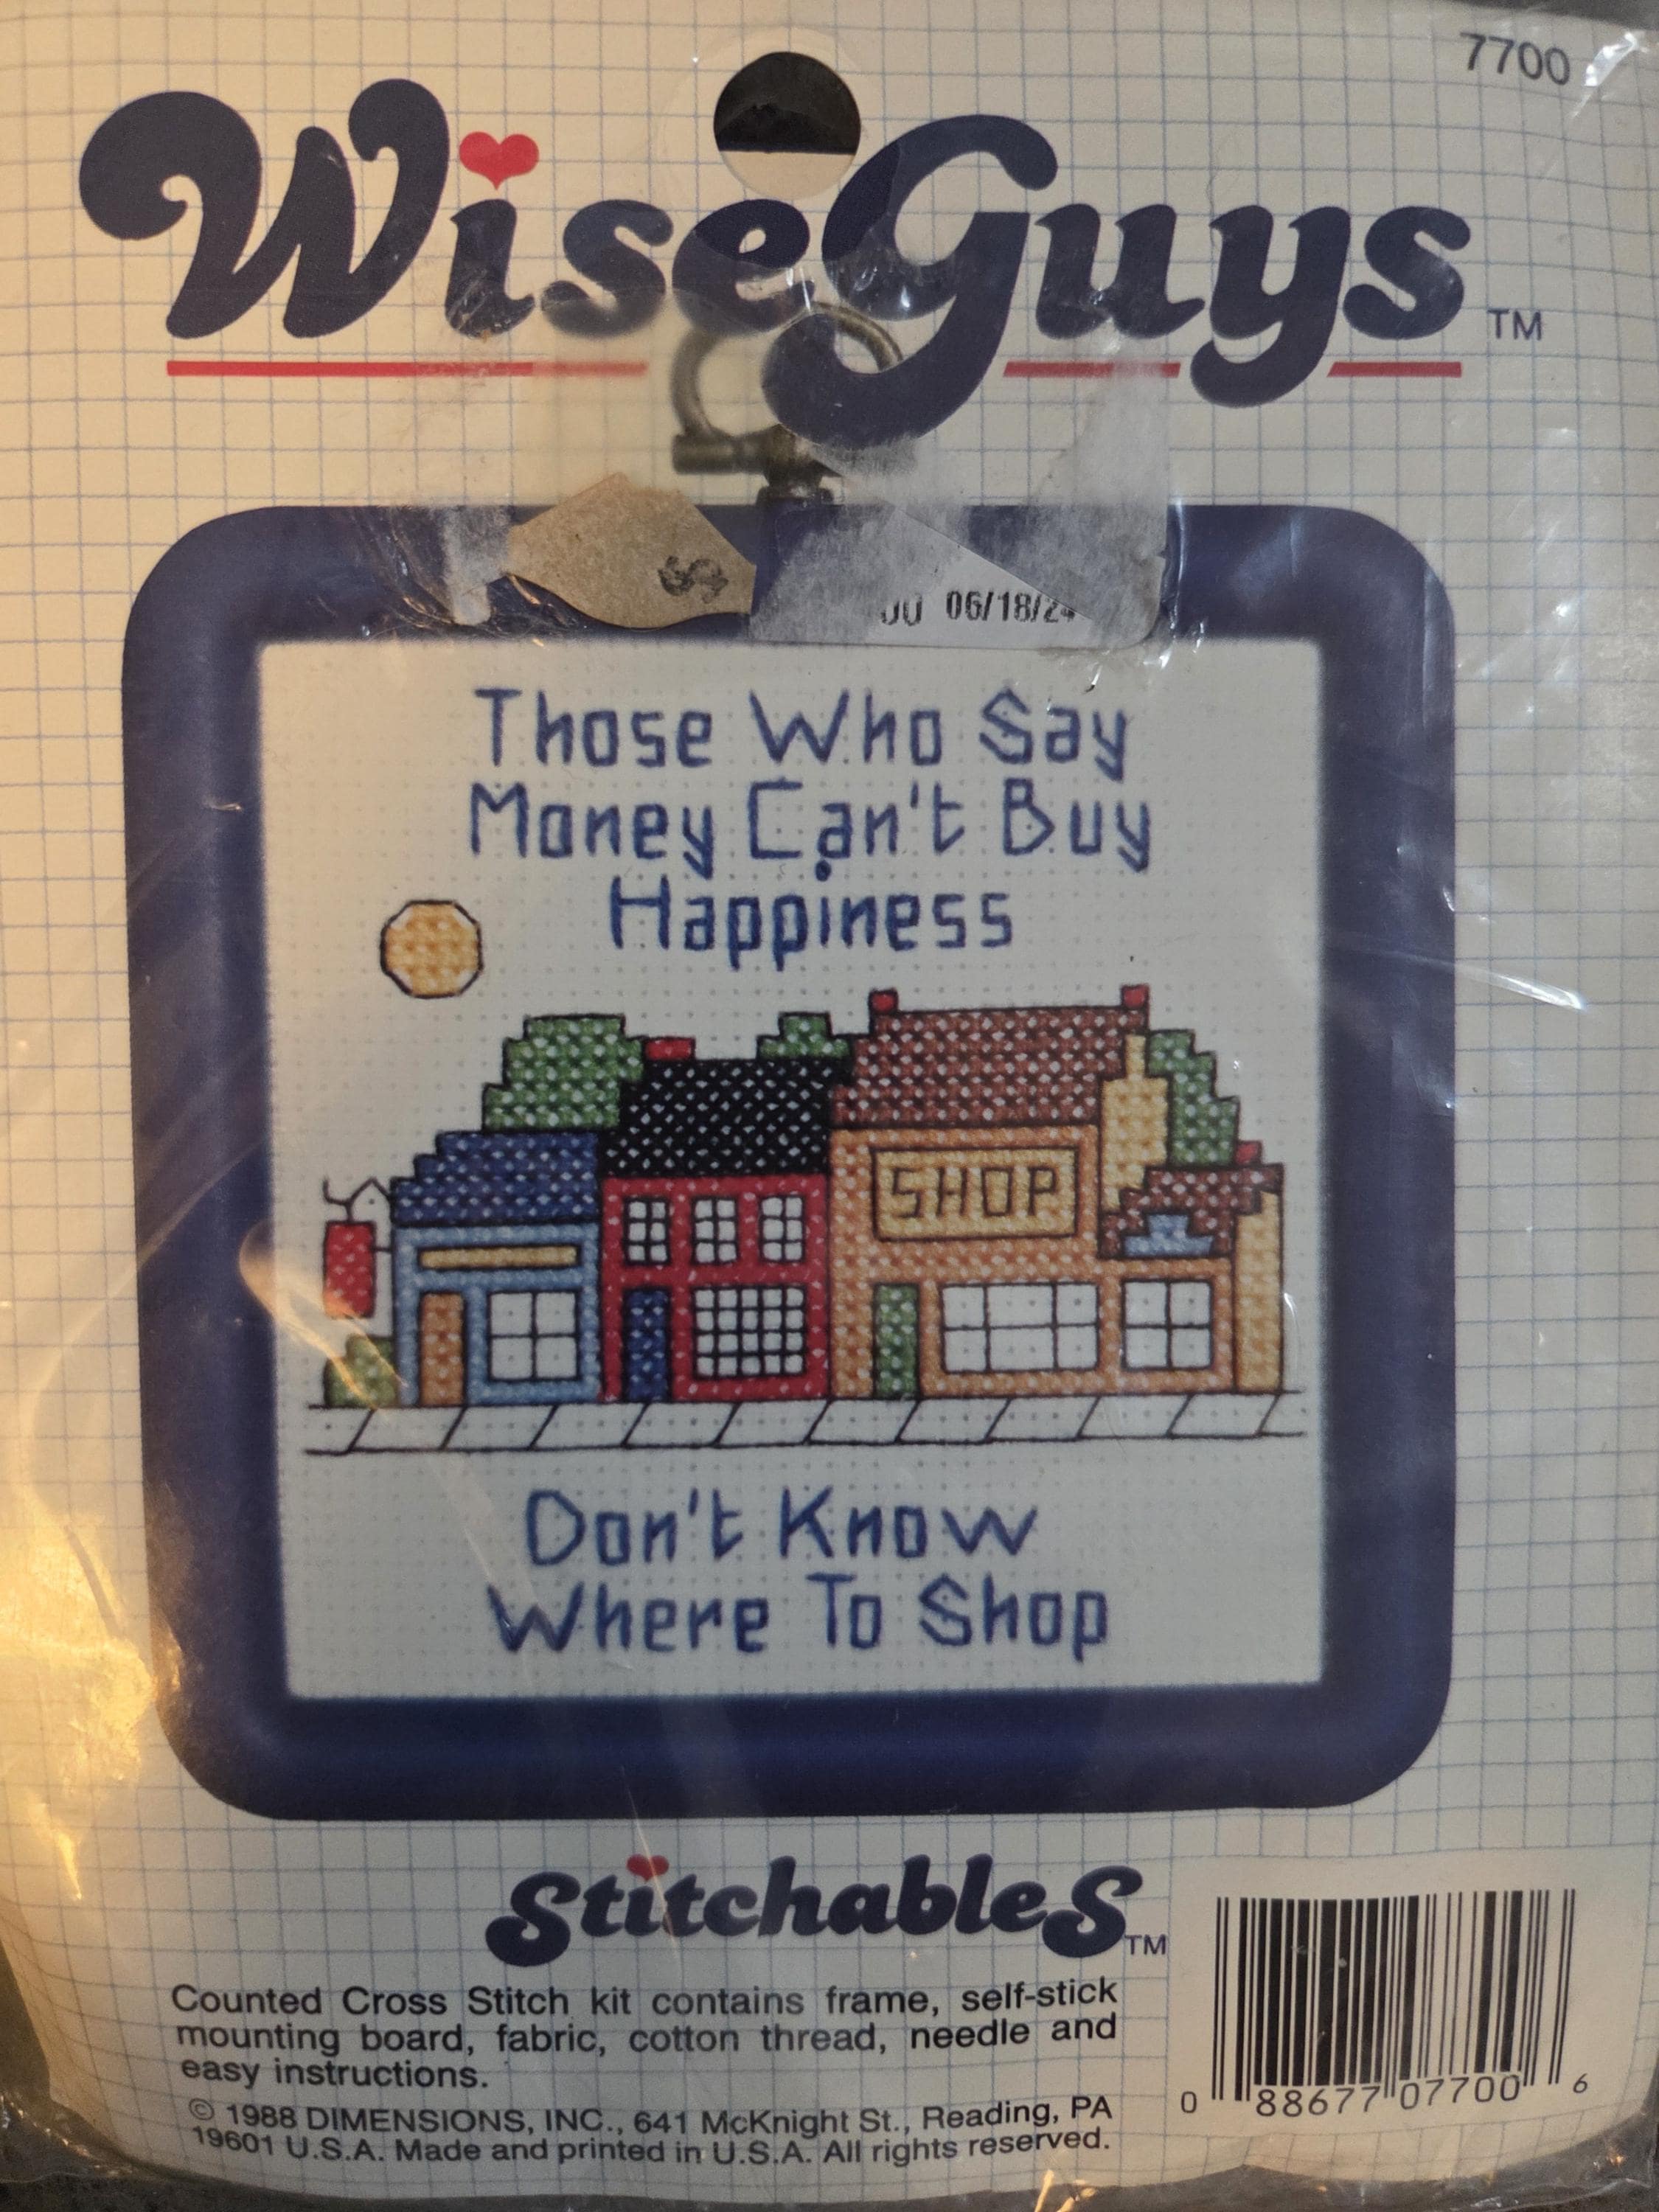 7700
WiseGuys TM
$
00 06/18/24
Those Who Say
Money Can't Buy
Happiness
SHOP
Don't Know
Where To Shop
StitchableS TM
Counted Cross Stitch kit contains frame, self-stick
mounting board, fabric, cotton thread, needle and
easy instructions.
© 1988 DIMENSIONS, INC., 641 McKnight St., Reading, PA
19601 U.S.A. Made and printed in U.S.A. All rights reserved.
0 88677 07700 6